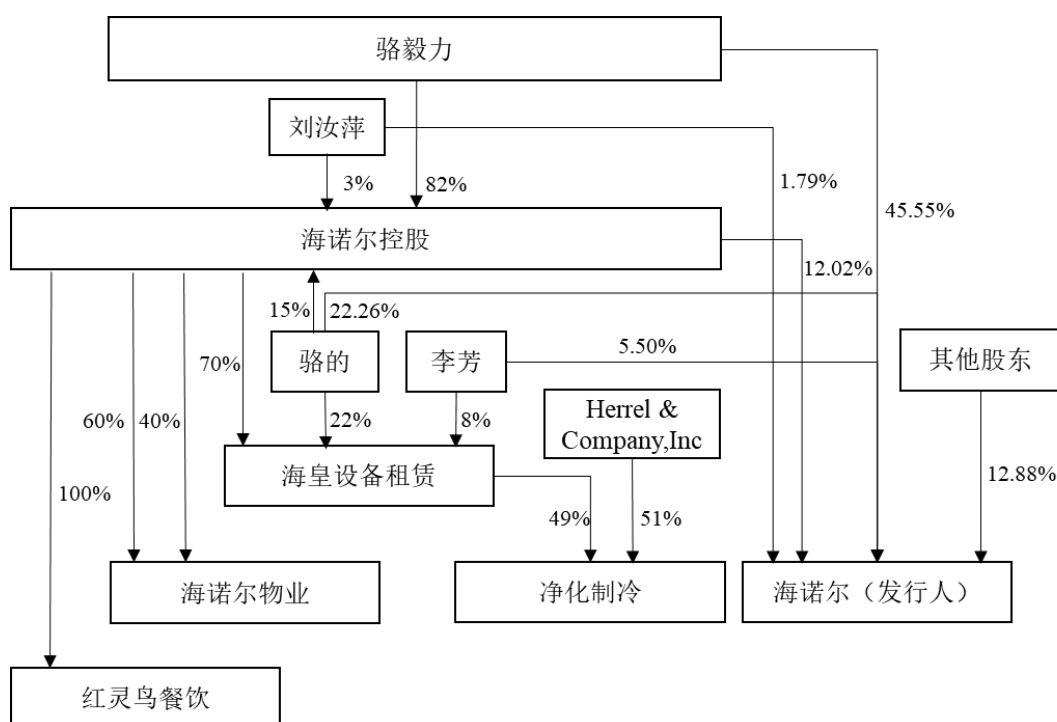 骆毅力
刘汝萍
3%
82%
1.79%
45.55%
海诺尔控股
12.02%
15%
22.26%
骆的
李芳
5.50%
其他股东
70%
60%
40%
22%
8%
Herrel &
Company,Inc
海皇设备租赁
12.88%
100%
49%
51%
海诺尔物业
净化制冷
海诺尔（发行人）
红灵鸟餐饮